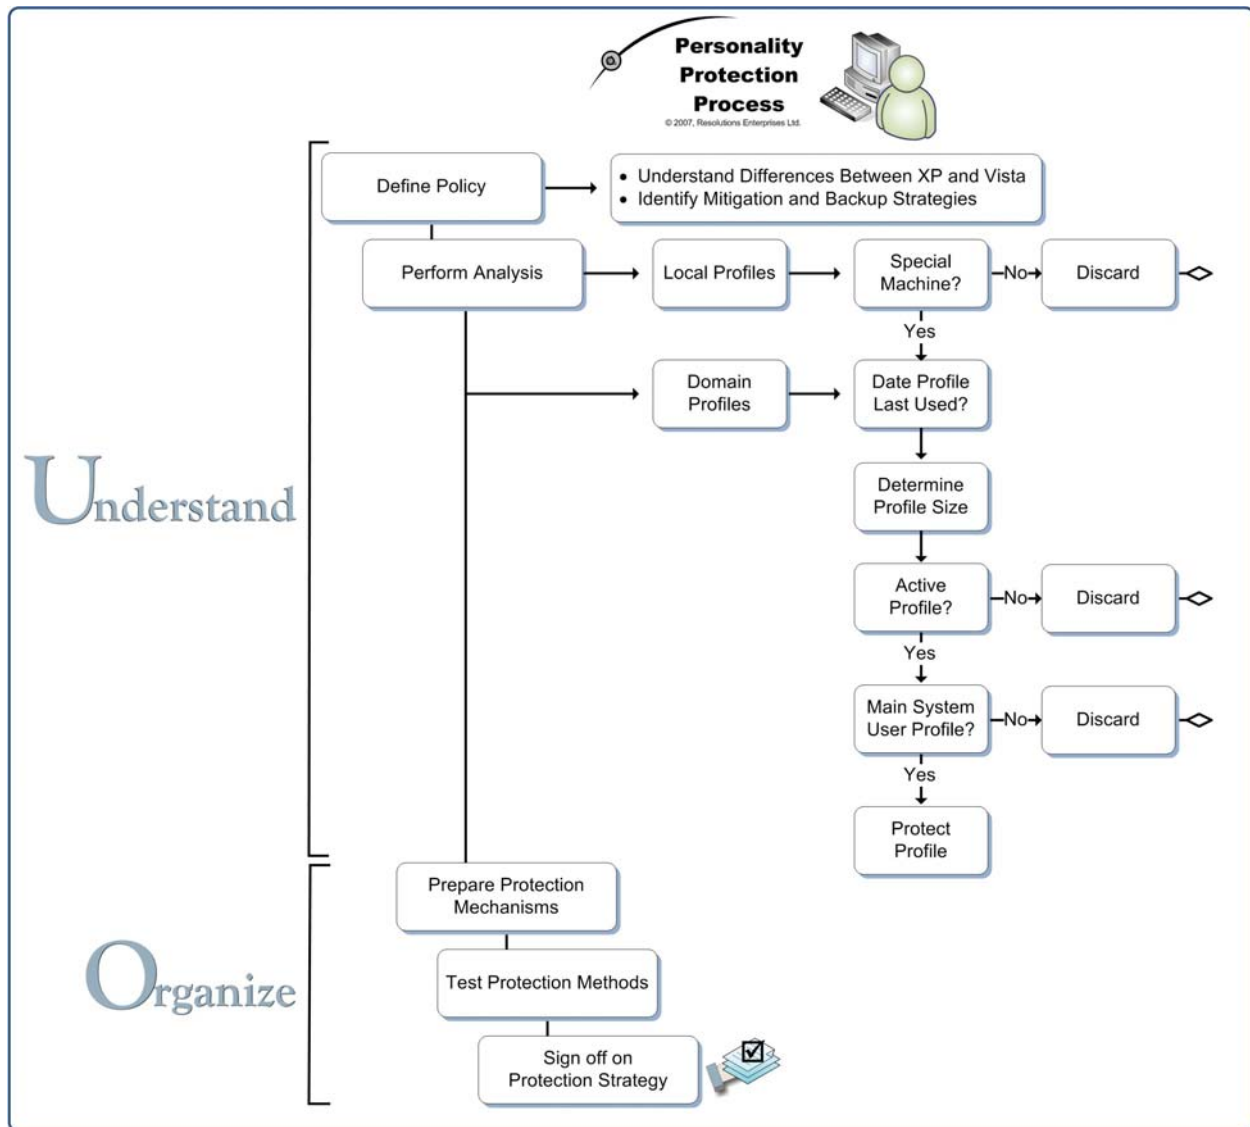 Personality
Protection
Process
© 2007, Resolutions Enterprises Ltd.
Define Policy
• Understand Differences Between XP and Vista
• Identify Mitigation and Backup Strategies
Perform Analysis
Local Profiles
Special
Machine?
No
Discard
Yes
Domain
Profiles
Date Profile
Last Used?
Understand
Determine
Profile Size
Active
Profile?
No
Discard
Yes
Main System
User Profile?
No
Discard
Yes
Protect
Profile
Prepare Protection
Mechanisms
Organize
Test Protection Methods
Sign off on
Protection Strategy